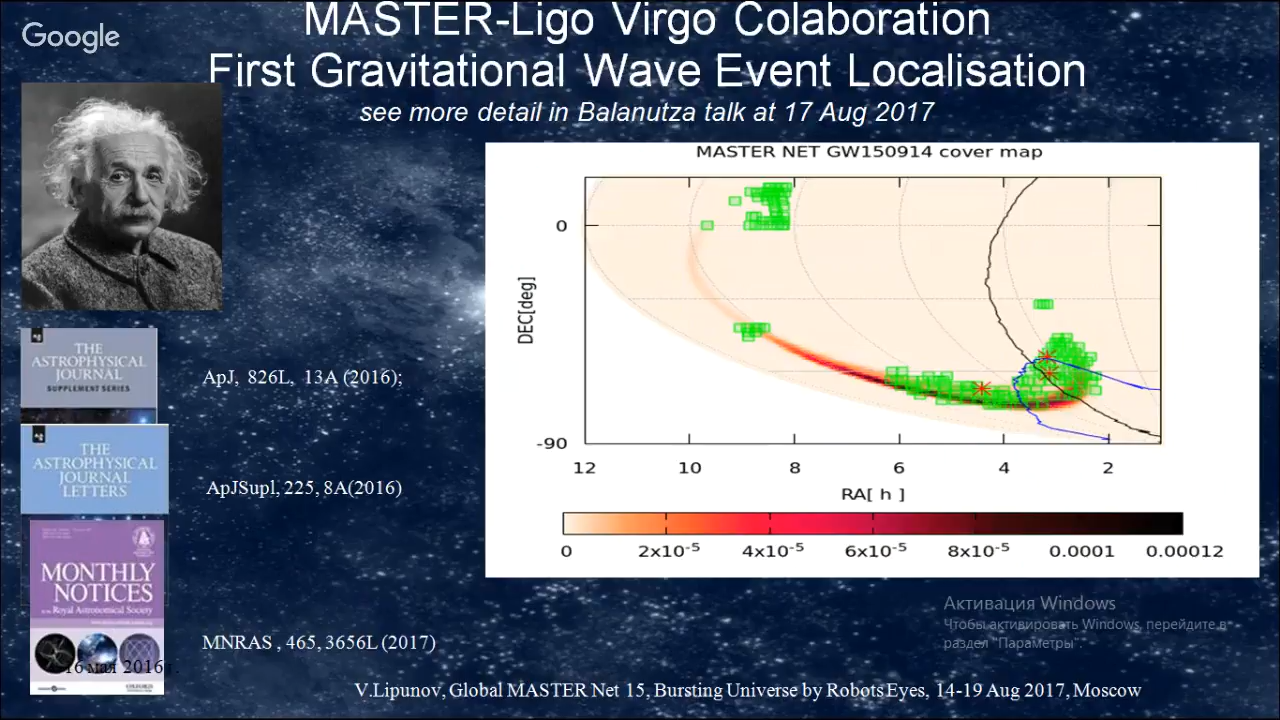 Google
MASTER-Ligo Virgo Colaboration
First Gravitational Wave Event Localisation
see more detail in Balanutza talk at 17 Aug 2017
MASTER NET GW150914 cover map
DEC[deg]
0
-90
12 10 8 6 4 2
RA[ h ]
0 2x10⁻⁵ 4x10⁻⁵ 6x10⁻⁵ 8x10⁻⁵ 0.0001 0.00012
THE
ASTROPHYSICAL
JOURNAL
SUPPLEMENT SERIES
ApJ, 826L, 13A (2016);
THE
ASTROPHYSICAL
JOURNAL
LETTERS
ApJSupl, 225, 8A(2016)
MONTHLY
NOTICES
Royal Astronomical Society
MNRAS , 465, 3656L (2017)
16 мая 2016г.
Активация Windows
Чтобы активировать Windows, перейдите в
раздел "Параметры".
V.Lipunov, Global MASTER Net 15, Bursting Universe by Robots Eyes, 14-19 Aug 2017, Moscow